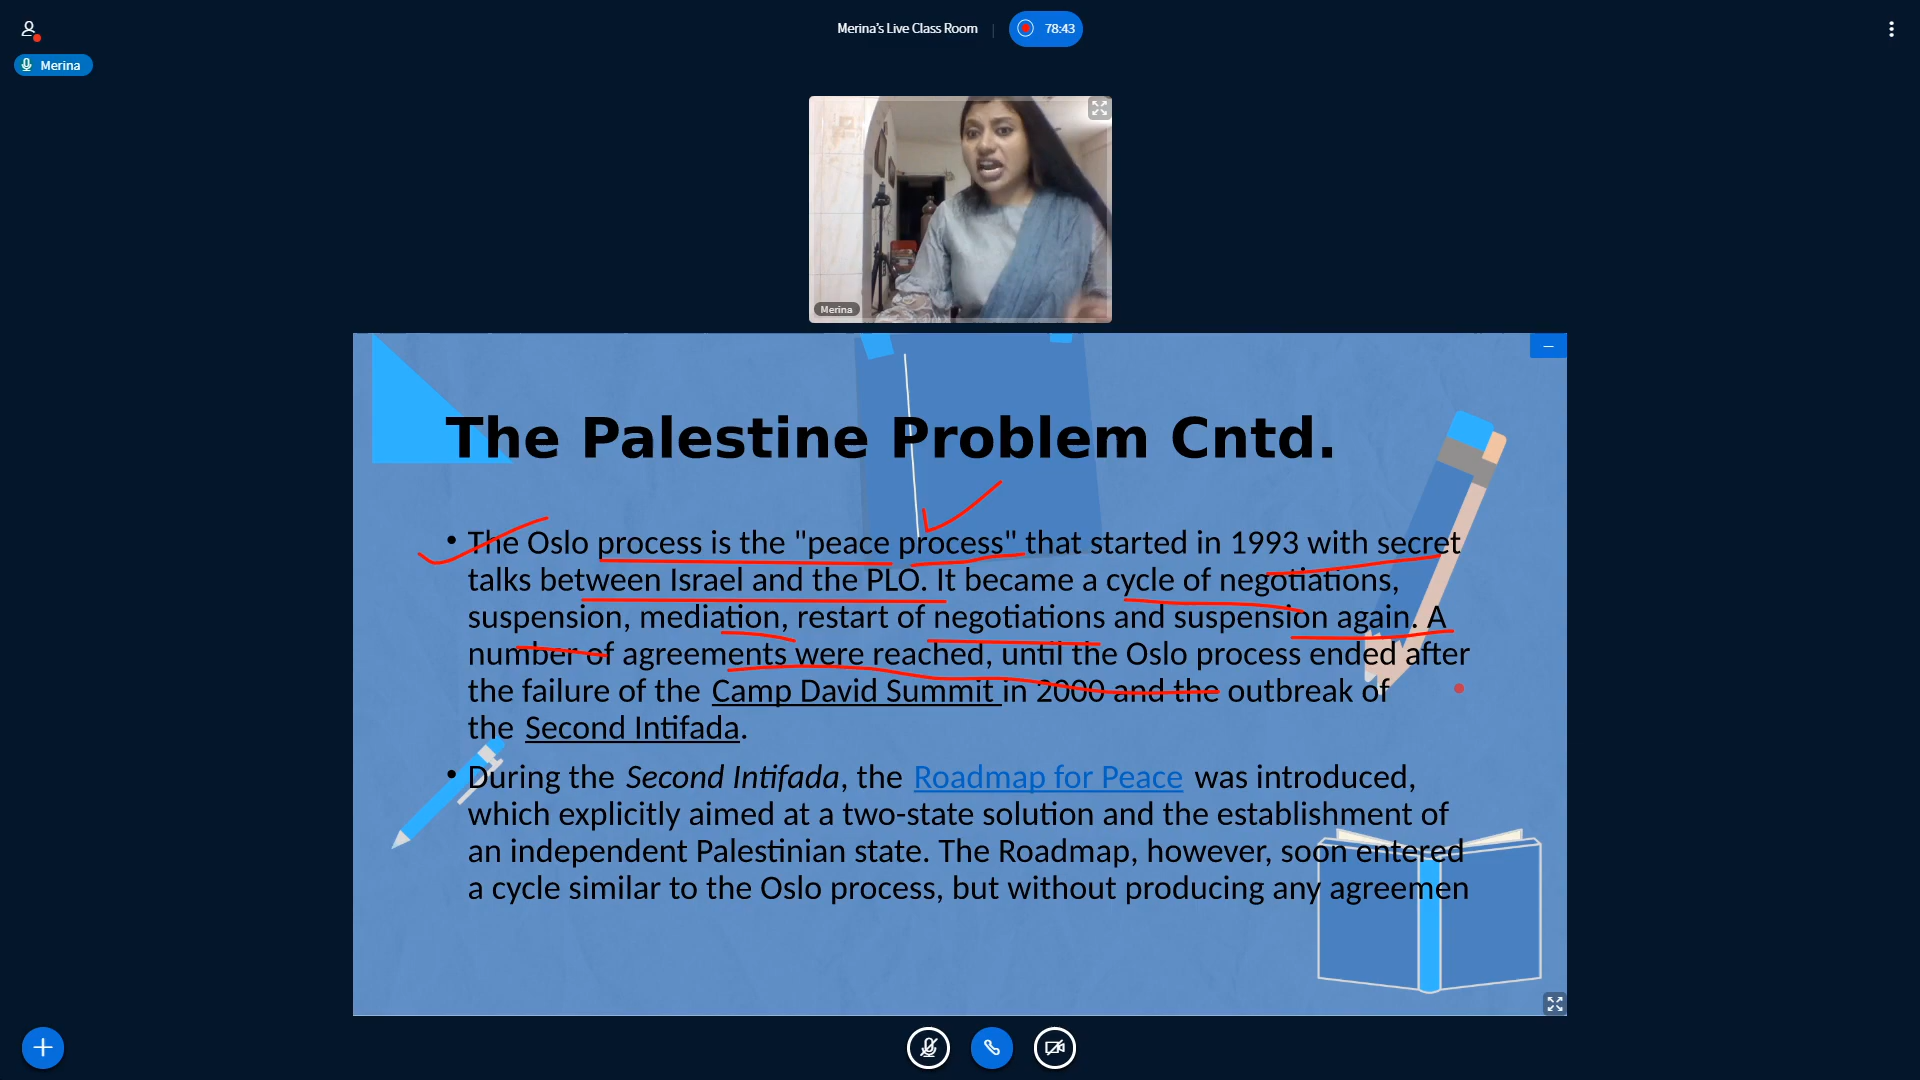 Merina's Live Class Room
78:43
Merina
Merina
The Palestine Problem Cntd.
• The Oslo process is the "peace process" that started in 1993 with secret
talks between Israel and the PLO. It became a cycle of negotiations,
suspension, mediation, restart of negotiations and suspension again. A
number of agreements were reached, until the Oslo process ended after
the failure of the Camp David Summit in 2000 and the outbreak of
the Second Intifada.
• During the Second Intifada, the Roadmap for Peace was introduced,
which explicitly aimed at a two-state solution and the establishment of
an independent Palestinian state. The Roadmap, however, soon entered
a cycle similar to the Oslo process, but without producing any agreemen